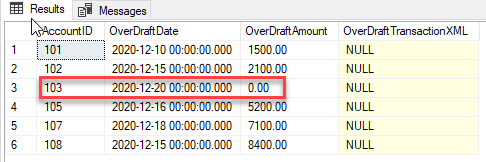 Results Messages
AccountID OverDraftDate OverDraftAmount OverDraftTransactionXML
1 101 2020-12-10 00:00:00.000 1500.00 NULL
2 102 2020-12-15 00:00:00.000 2100.00 NULL
3 103 2020-12-20 00:00:00.000 0.00 NULL
4 105 2020-12-16 00:00:00.000 5200.00 NULL
5 107 2020-12-18 00:00:00.000 7100.00 NULL
6 108 2020-12-15 00:00:00.000 8400.00 NULL